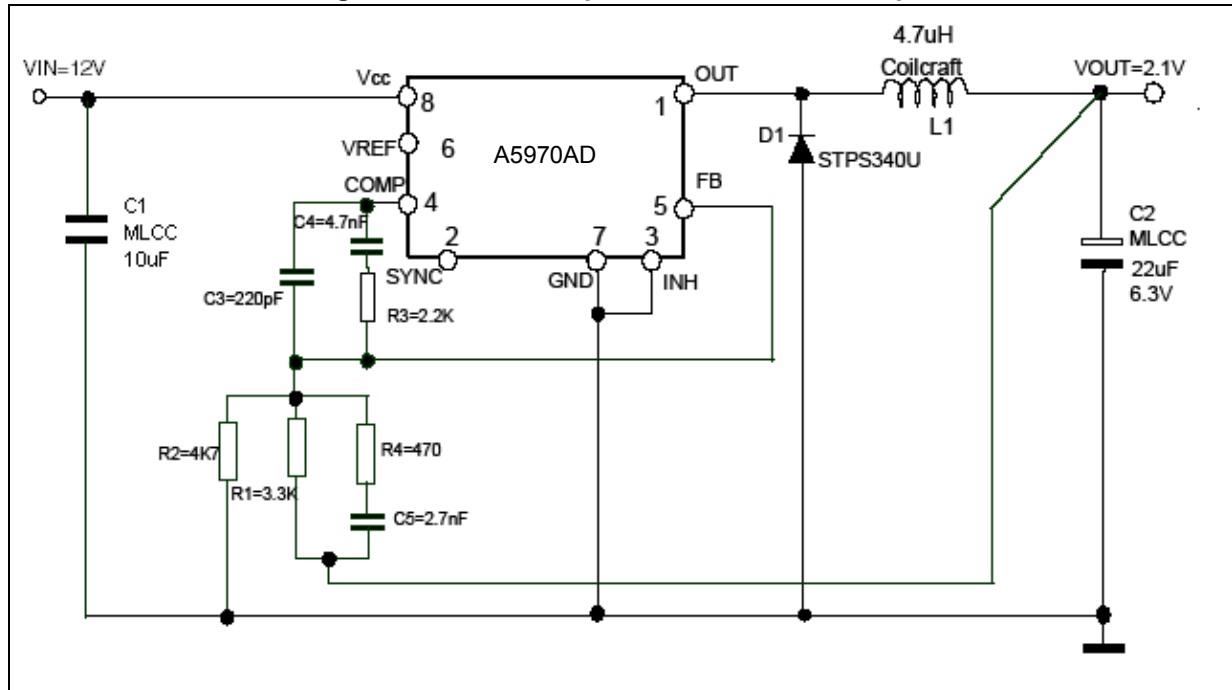 VIN=12V
Vcc
8
VREF
6
COMP
4
A5970AD
OUT
1
FB
5
2
SYNC
7
GND
3
INH
4.7uH
Coilcraft
L1
VOUT=2.1V
D1
STPS340U
C1
MLCC
10uF
C4=4.7nF
C3=220pF
R3=2.2K
C2
MLCC
22uF
6.3V
R2=4K7
R1=3.3K
R4=470
C5=2.7nF